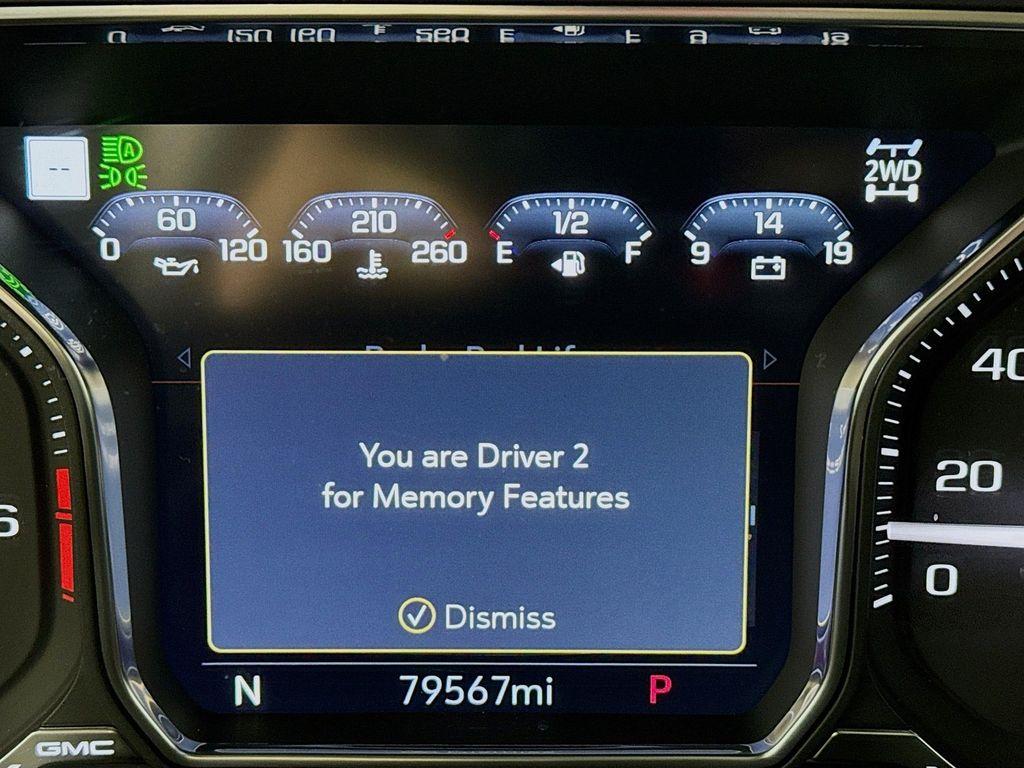 --
A
2WD
60
0 120
210
160 260
1/2
E F
14
9 19
You are Driver 2
for Memory Features
Dismiss
40
20
0
6
N 79567mi P
GMC